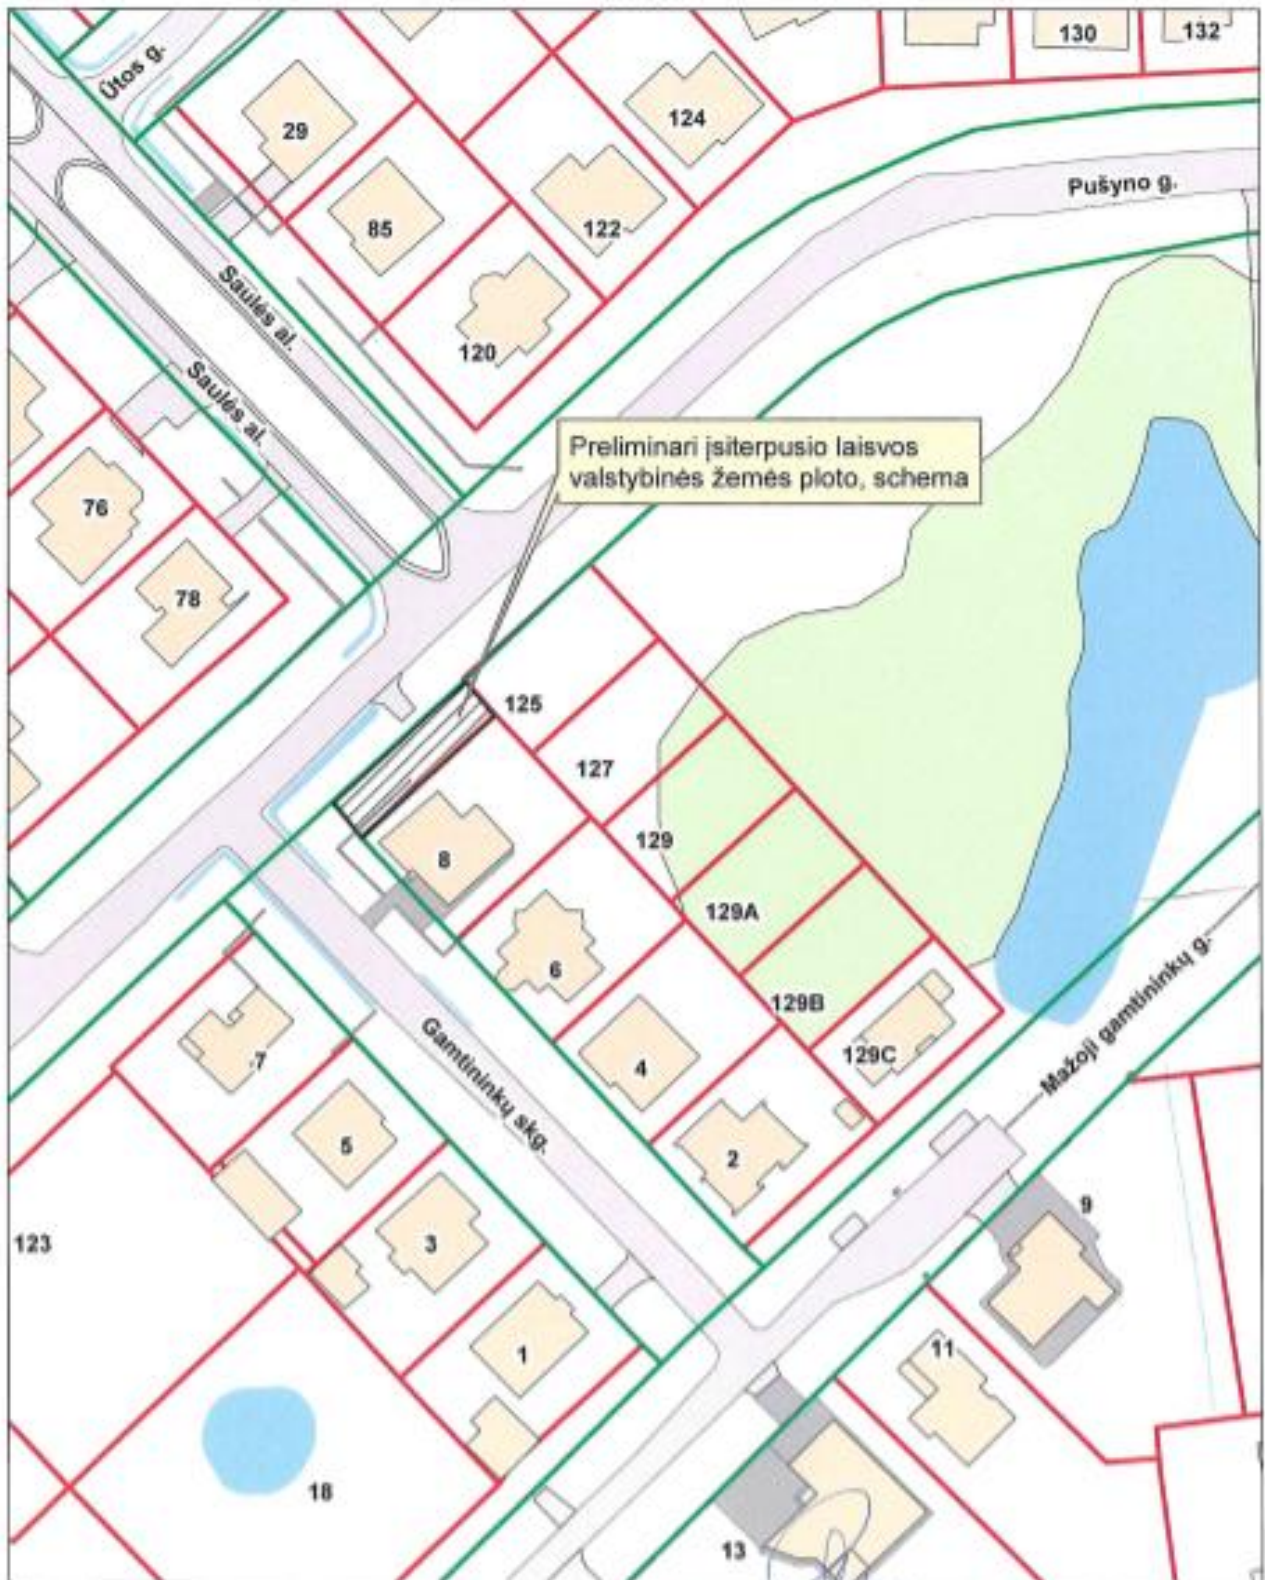 130
132
Ūtos g.
29
124
Pušyno g.
85
122
Saulės al.
120
Saulės al.
Preliminari įsiterpusio laisvos
valstybinės žemės ploto, schema
76
78
125
127
129
8
129A
6
129B
Mažoji gamtininkų g.
7
Gamtininkų skg.
4
129C
5
2
9
123
3
1
11
18
13